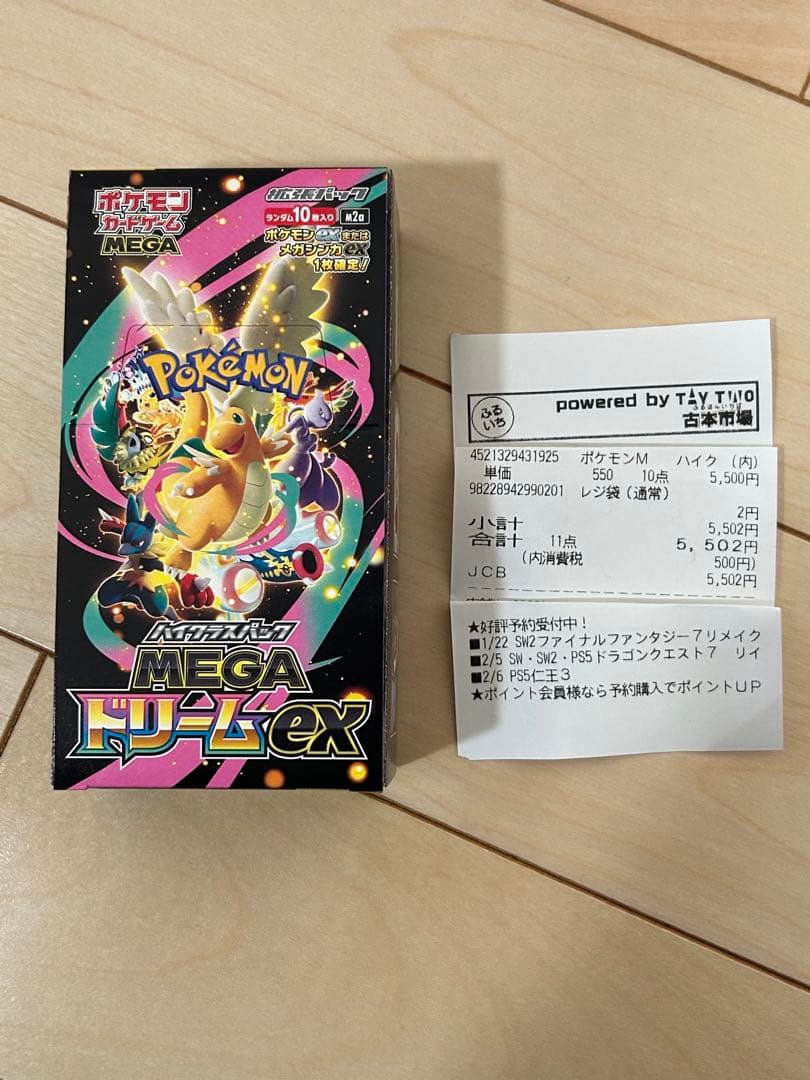 ポケモン
カードゲーム
MEGA
拡張パック
ランダム10枚入り M2a
ポケモンexまたは
メガシンカex
1枚確定!
POKéMON
ハイクラスパック
MEGA
ドリームex
ふる
いち
powered by TAY TWO
ふるほんいちば
古本市場
4521329431925 ポケモンM ハイク (内)
単価 550 10点 5,500円
98228942990201 レジ袋(通常)
2円
小計 5,502円
合計 11点 5,502円
(内消費税 500円)
JCB 5,502円
★好評予約受付中!
■1/22 SW2ファイナルファンタジー7リメイク
■2/5 SW・SW2・PS5ドラゴンクエスト7 リイ
■2/6 PS5仁王3
★ポイント会員様なら予約購入でポイントUP